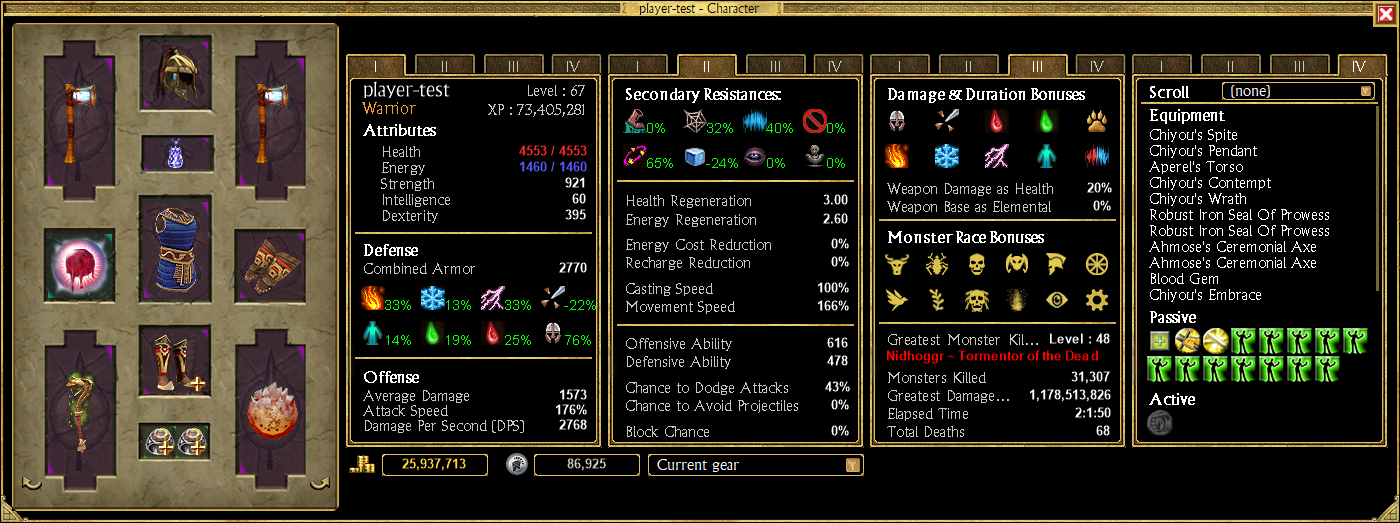 player-test - Character
I II III IV
player-test Level : 67
Warrior XP : 73,405,281
Attributes
Health 4553 / 4553
Energy 1460 / 1460
Strength 921
Intelligence 60
Dexterity 395
Defense
Combined Armor 2770
33% 13% 33% -22%
14% 19% 25% 76%
Offense
Average Damage 1573
Attack Speed 176%
Damage Per Second [DPS] 2768
I II III IV
Secondary Resistances:
0% 32% 40% 0%
65% -24% 0% 0%
Health Regeneration 3.00
Energy Regeneration 2.60
Energy Cost Reduction 0%
Recharge Reduction 0%
Casting Speed 100%
Movement Speed 166%
Offensive Ability 616
Defensive Ability 478
Chance to Dodge Attacks 43%
Chance to Avoid Projectiles 0%
Block Chance 0%
I II III IV
Damage & Duration Bonuses
Weapon Damage as Health 20%
Weapon Base as Elemental 0%
Monster Race Bonuses
Greatest Monster Kil... Level : 48
Nidhoggr ~ Tormentor of the Dead
Monsters Killed 31,307
Greatest Damage... 1,178,513,826
Elapsed Time 2:1:50
Total Deaths 68
I II III IV
Scroll (none)
Equipment
Chiyou's Spite
Chiyou's Pendant
Aperel's Torso
Chiyou's Contempt
Chiyou's Wrath
Robust Iron Seal Of Prowess
Robust Iron Seal Of Prowess
Ahmose's Ceremonial Axe
Ahmose's Ceremonial Axe
Blood Gem
Chiyou's Embrace
Passive
Active
25,937,713 86,925 Current gear